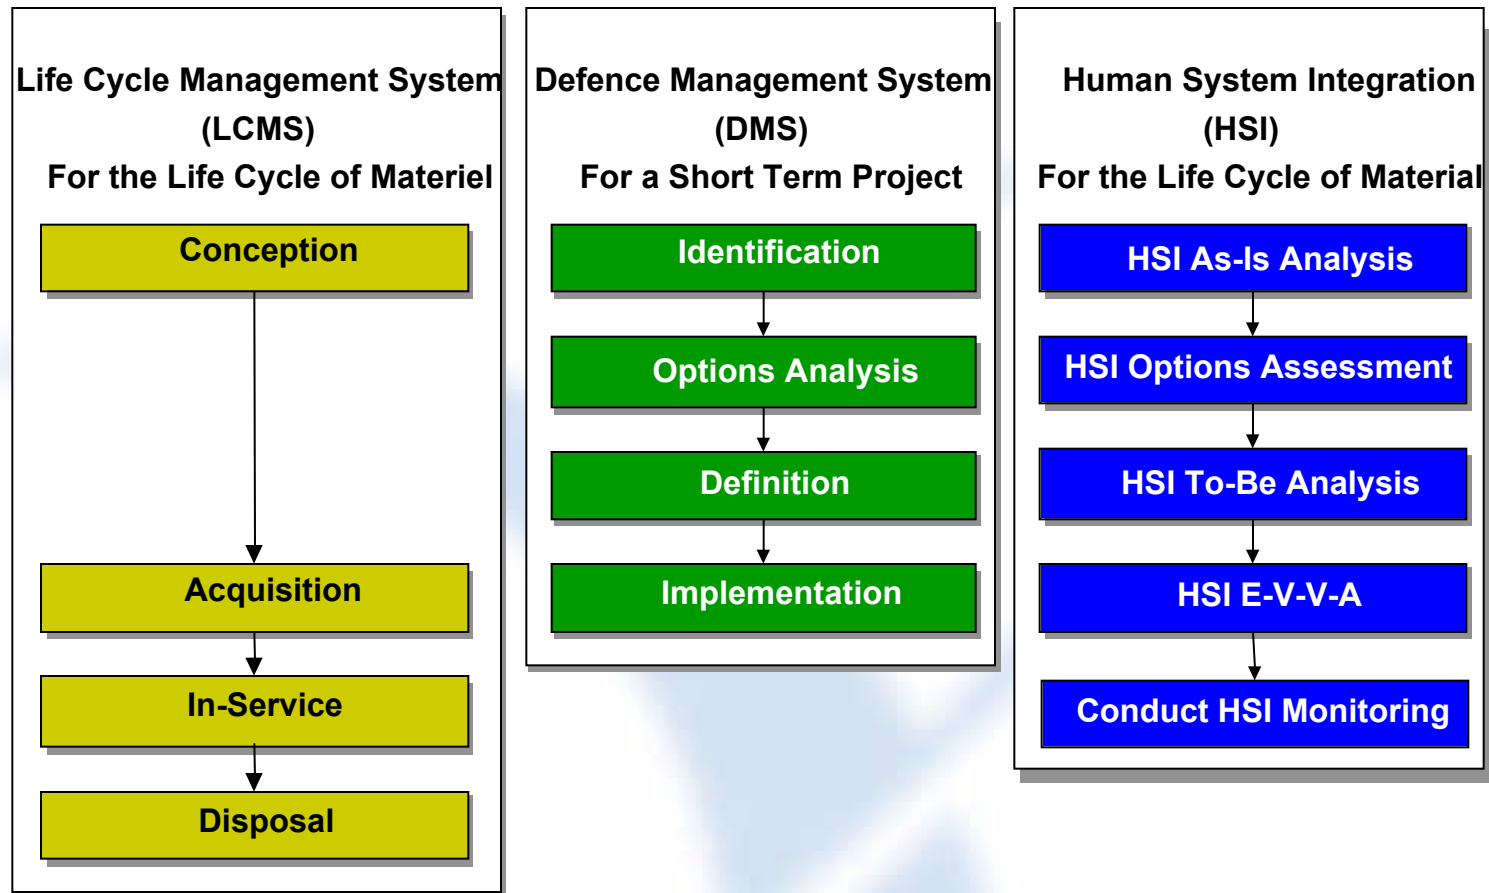 Life Cycle Management System
(LCMS)
For the Life Cycle of Materiel
Conception
Acquisition
In-Service
Disposal
Defence Management System
(DMS)
For a Short Term Project
Identification
Options Analysis
Definition
Implementation
Human System Integration
(HSI)
For the Life Cycle of Material
HSI As-Is Analysis
HSI Options Assessment
HSI To-Be Analysis
HSI E-V-V-A
Conduct HSI Monitoring